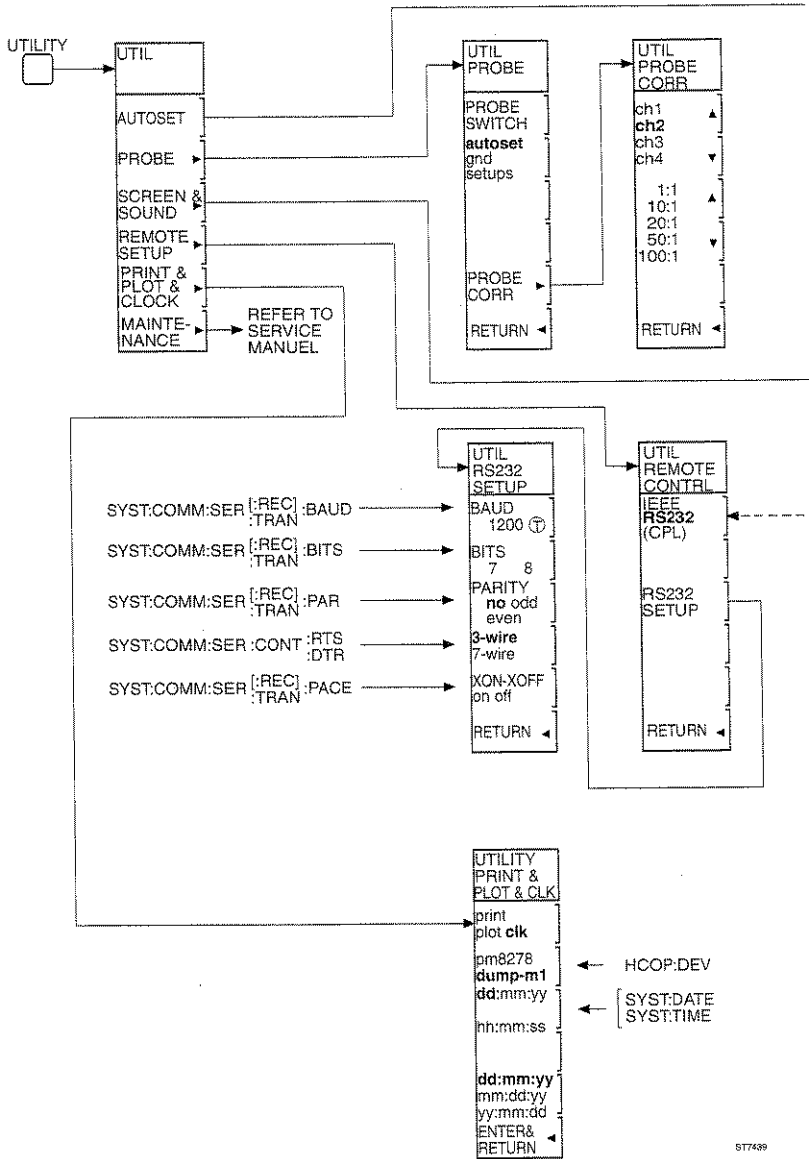 UTILITY
UTIL
AUTOSET
PROBE
SCREEN &
SOUND
REMOTE
SETUP
PRINT &
PLOT &
CLOCK
MAINTE-
NANCE
REFER TO
SERVICE
MANUEL
UTIL
PROBE
PROBE
SWITCH
autoset
gnd
setups
PROBE
CORR
RETURN
UTIL
PROBE
CORR
ch1
ch2
ch3
ch4
1:1
10:1
20:1
50:1
100:1
RETURN
SYST:COMM:SER [:REC] :TRAN :BAUD
SYST:COMM:SER [:REC] :TRAN :BITS
SYST:COMM:SER [:REC] :TRAN :PAR
SYST:COMM:SER :CONT :RTS :DTR
SYST:COMM:SER [:REC] :TRAN :PACE
UTIL
RS232
SETUP
BAUD
1200 T
BITS
7 8
PARITY
no odd
even
3-wire
7-wire
XON-XOFF
on off
RETURN
UTIL
REMOTE
CONTRL
IEEE
RS232
(CPL)
RS232
SETUP
RETURN
UTILITY
PRINT &
PLOT & CLK
print
plot clk
pm8278
dump-m1
dd:mm:yy
hh:mm:ss
dd:mm:yy
mm:dd:yy
yy:mm:dd
ENTER&
RETURN
HCOP:DEV
SYST:DATE
SYST:TIME
ST7439